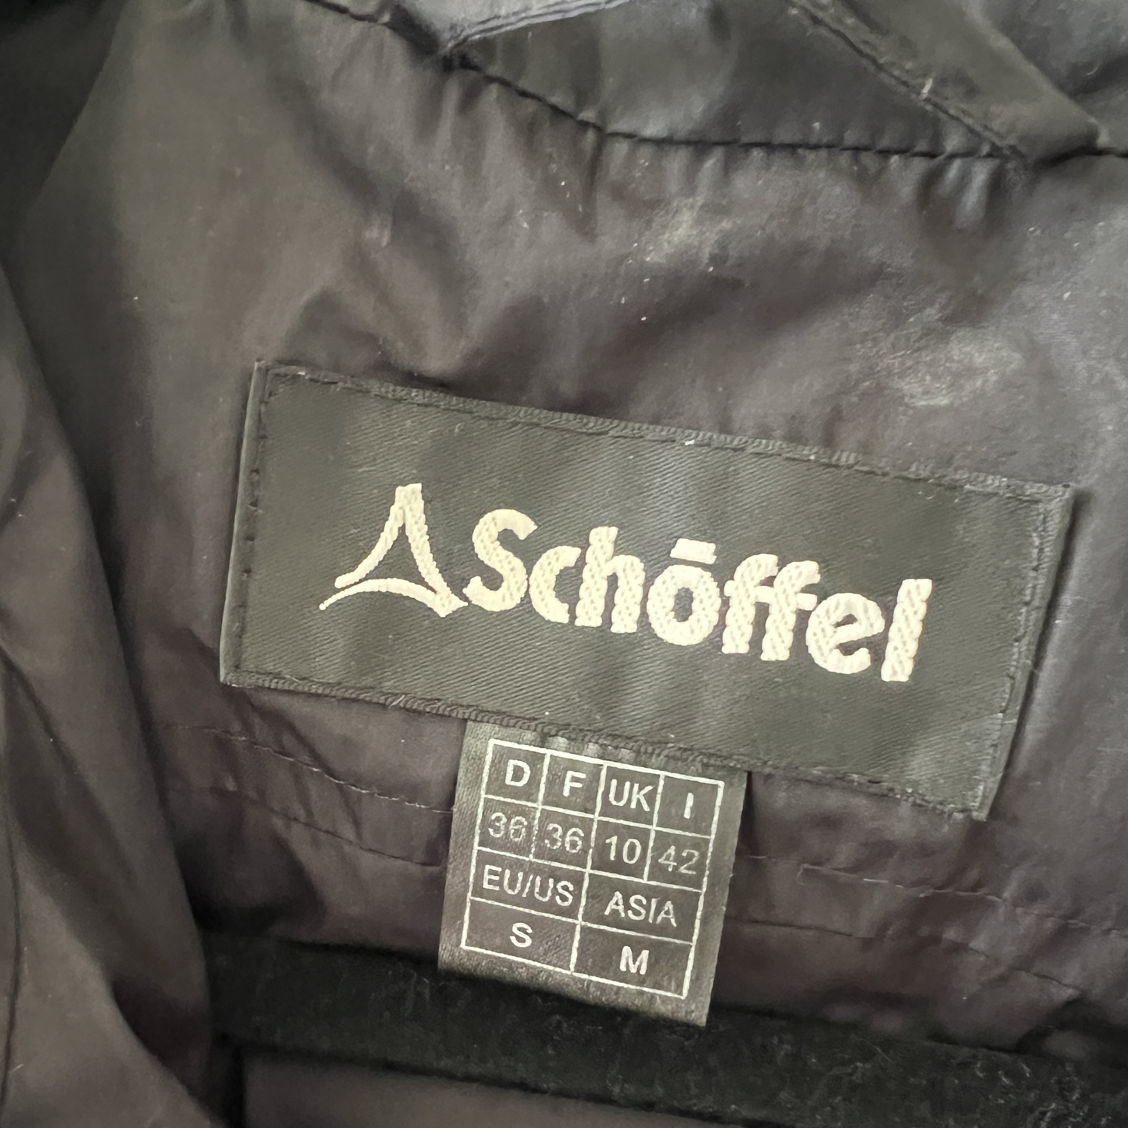 Schöffel
D F UK I
36 36 10 42
EU/US ASIA
S M